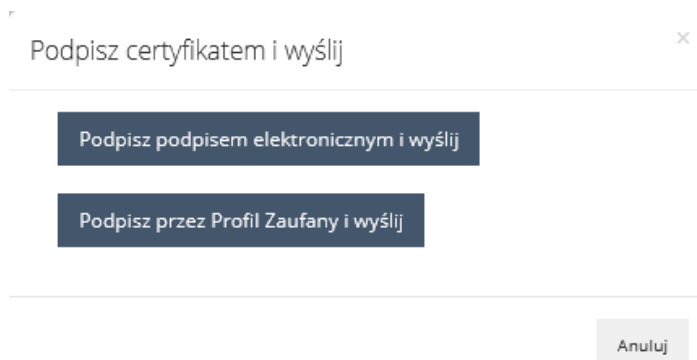 Podpisz certyfikatem i wyślij
×
Podpisz podpisem elektronicznym i wyślij
Podpisz przez Profil Zaufany i wyślij
Anuluj